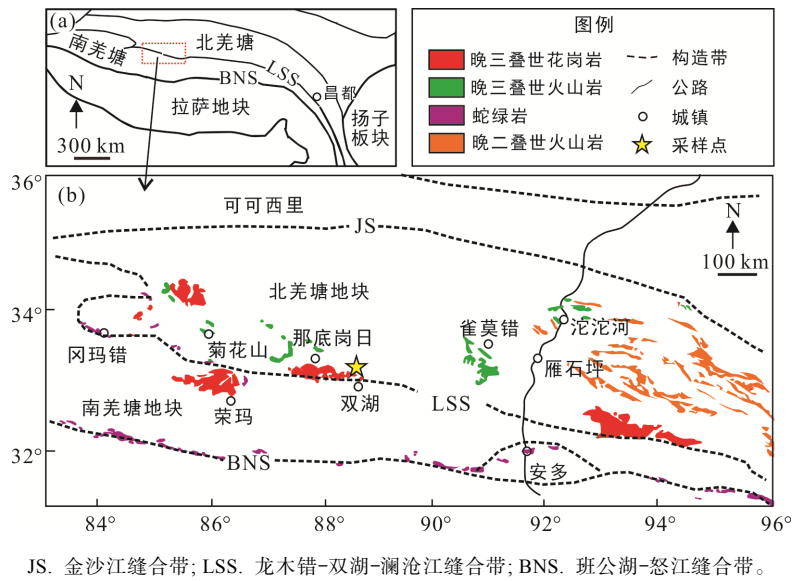 (a)
北羌塘
南羌塘
BNS
LSS
昌都
N
拉萨地块
扬子
板块
300 km
图例
晚三叠世花岗岩
构造带
晚三叠世火山岩
公路
蛇绿岩
城镇
晚二叠世火山岩
采样点
36°
(b)
可可西里
JS
N
100 km
北羌塘地块
34°
冈玛错
菊花山
那底岗日
雀莫错
沱沱河
雁石坪
南羌塘地块
荣玛
双湖
LSS
32°
BNS
安多
84°
86°
88°
90°
92°
94°
96°
JS. 金沙江缝合带; LSS. 龙木错-双湖-澜沧江缝合带; BNS. 班公湖-怒江缝合带。